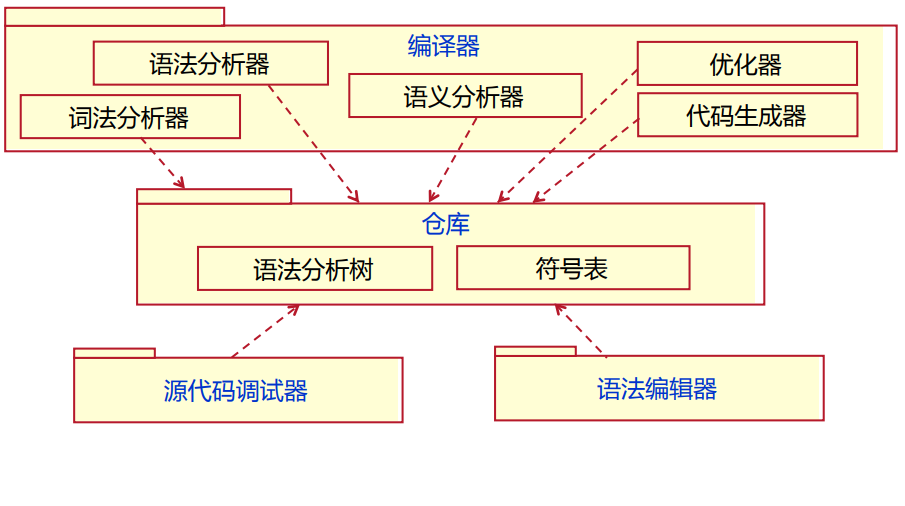 编译器
语法分析器
优化器
语义分析器
词法分析器
代码生成器
仓库
语法分析树
符号表
源代码调试器
语法编辑器